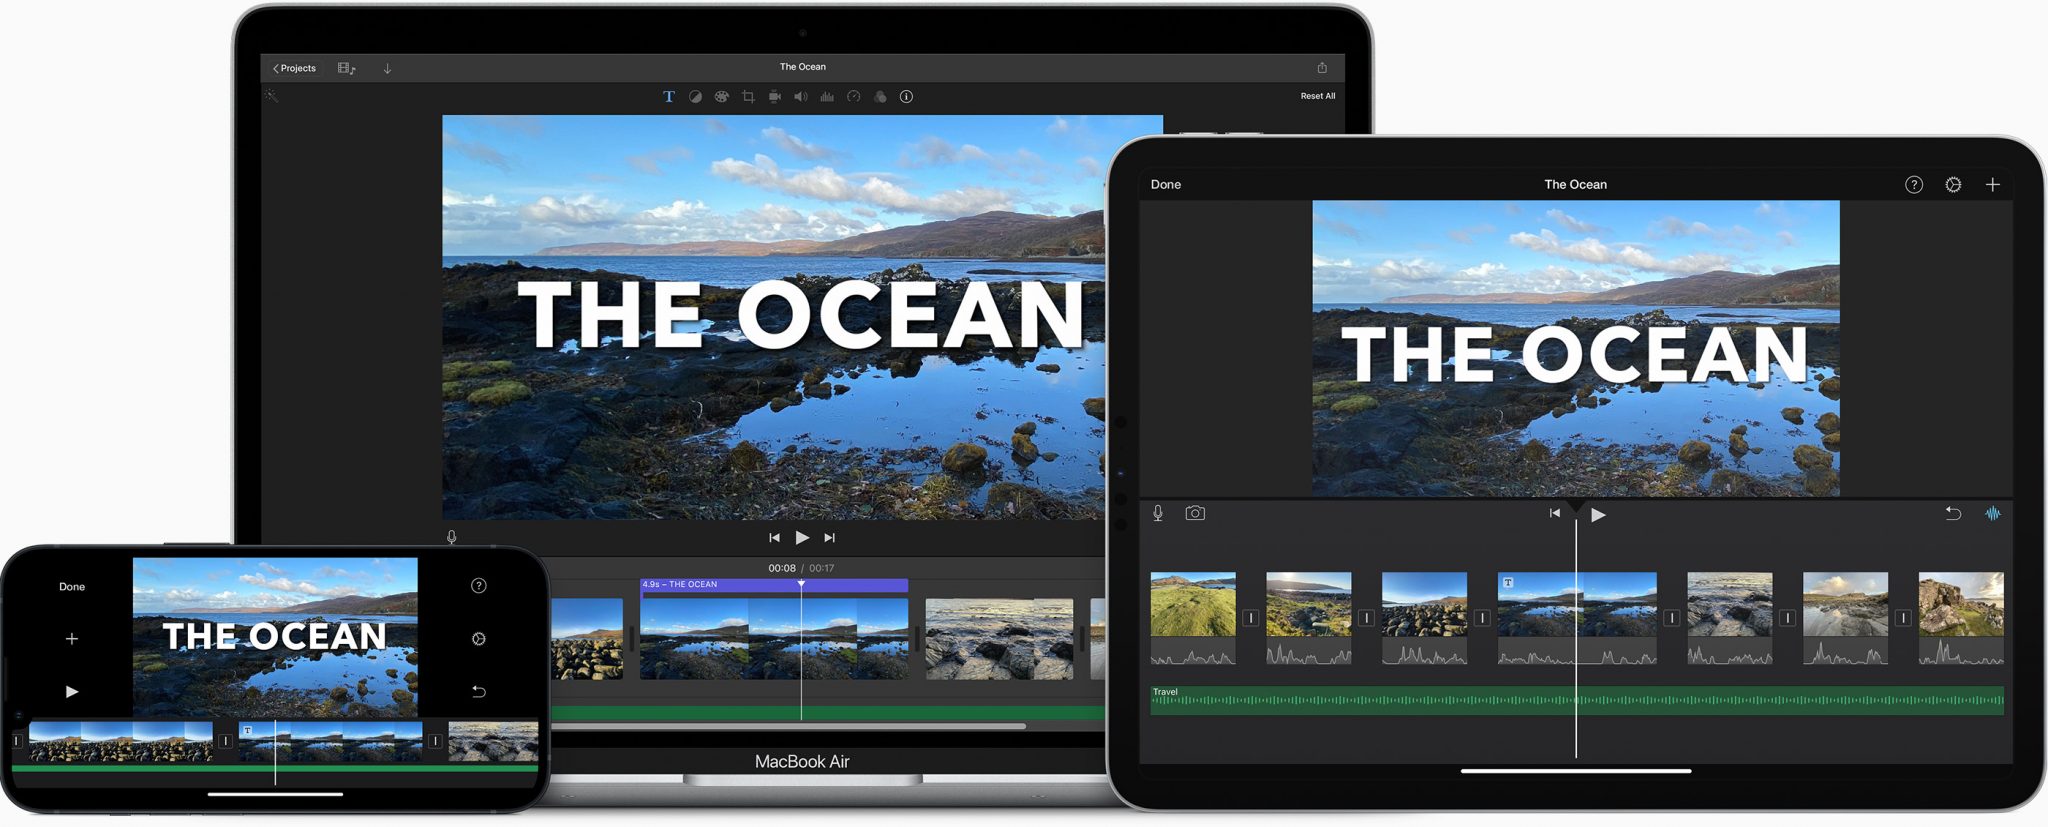 Projects
The Ocean
Reset All
THE OCEAN
00:08 / 00:17
4.9s – THE OCEAN
T
MacBook Air
Done
The Ocean
?
THE OCEAN
T
Travel
Done
?
THE OCEAN
T